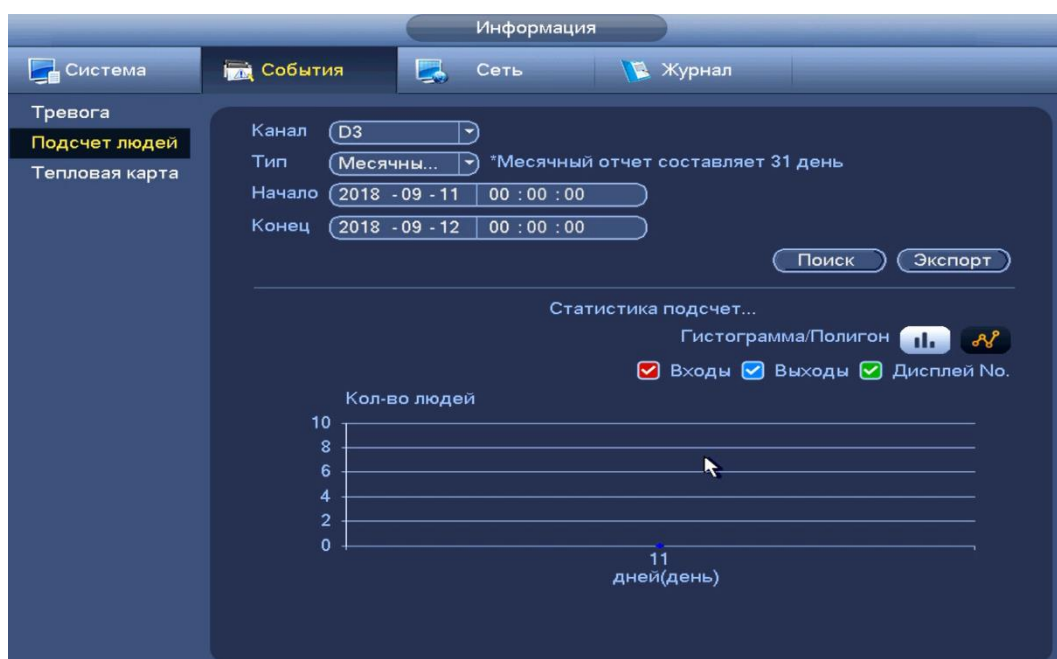 Информация
Система События Сеть Журнал
Тревога
Подсчет людей
Тепловая карта
Канал D3
Тип Месячны... *Месячный отчет составляет 31 день
Начало 2018 - 09 - 11 00 : 00 : 00
Конец 2018 - 09 - 12 00 : 00 : 00
Поиск Экспорт
Статистика подсчет...
Гистограмма/Полигон
Входы Выходы Дисплей No.
Кол-во людей
10
8
6
4
2
0
11
дней(день)